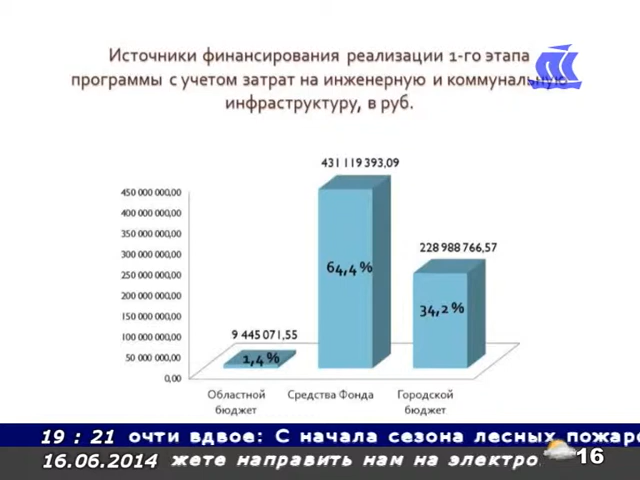 Источники финансирования реализации 1-го этапа
программы с учетом затрат на инженерную и коммунальную
инфраструктуру, в руб.
431 119 393,09
450 000 000,00
400 000 000,00
350 000 000,00
300 000 000,00
250 000 000,00
200 000 000,00
150 000 000,00
100 000 000,00
50 000 000,00
0,00
228 988 766,57
64,4 %
34,2 %
9 445 071,55
1,4 %
Областной бюджет
Средства Фонда
Городской бюджет
19 : 21 очти вдвое: С начала сезона лесных пожаро
16.06.2014 жете направить нам на электро
16